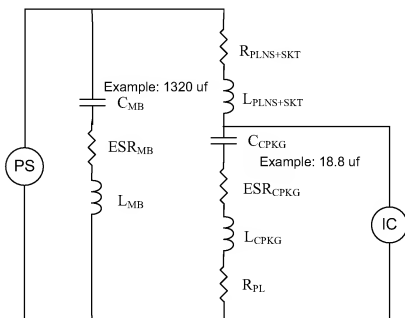 R_PLNS+SKT
Example: 1320 uf
C_MB
L_PLNS+SKT
C_CPKG
Example: 18.8 uf
ESR_MB
PS
ESR_CPKG
L_MB
IC
L_CPKG
R_PL